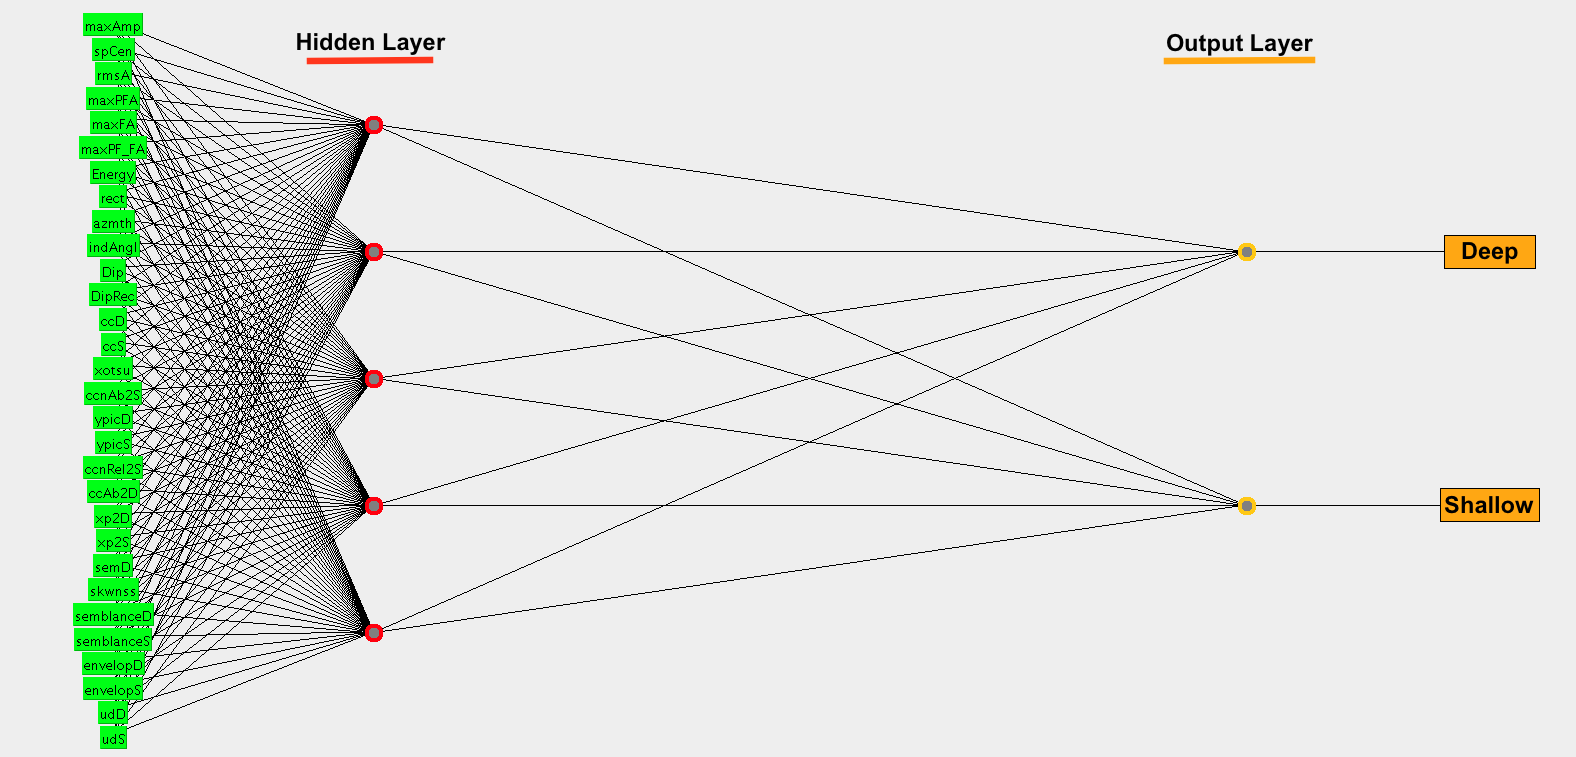 Hidden Layer
Output Layer
maxAmp
spCen
rmsA
maxPFA
maxFA
maxPF_FA
Energy
rect
azmth
indAngl
Dip
DipRec
ccD
ccS
xotsu
ccnAb2S
ypicD
ypicS
ccnRel2S
ccAb2D
xp2D
xp2S
semD
skwnss
semblanceD
semblanceS
envelopD
envelopS
udD
udS
Deep
Shallow